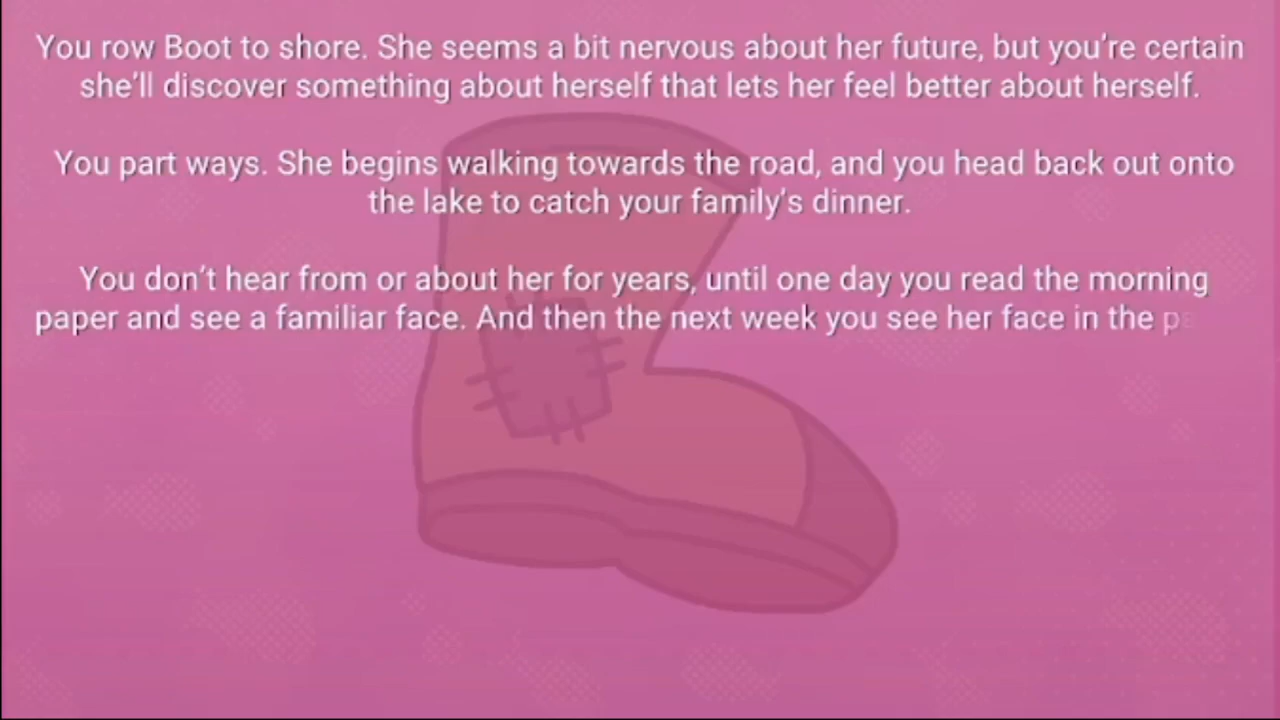 You row Boot to shore. She seems a bit nervous about her future, but you’re certain
she’ll discover something about herself that lets her feel better about herself.
You part ways. She begins walking towards the road, and you head back out onto
the lake to catch your family’s dinner.
You don’t hear from or about her for years, until one day you read the morning
paper and see a familiar face. And then the next week you see her face in the